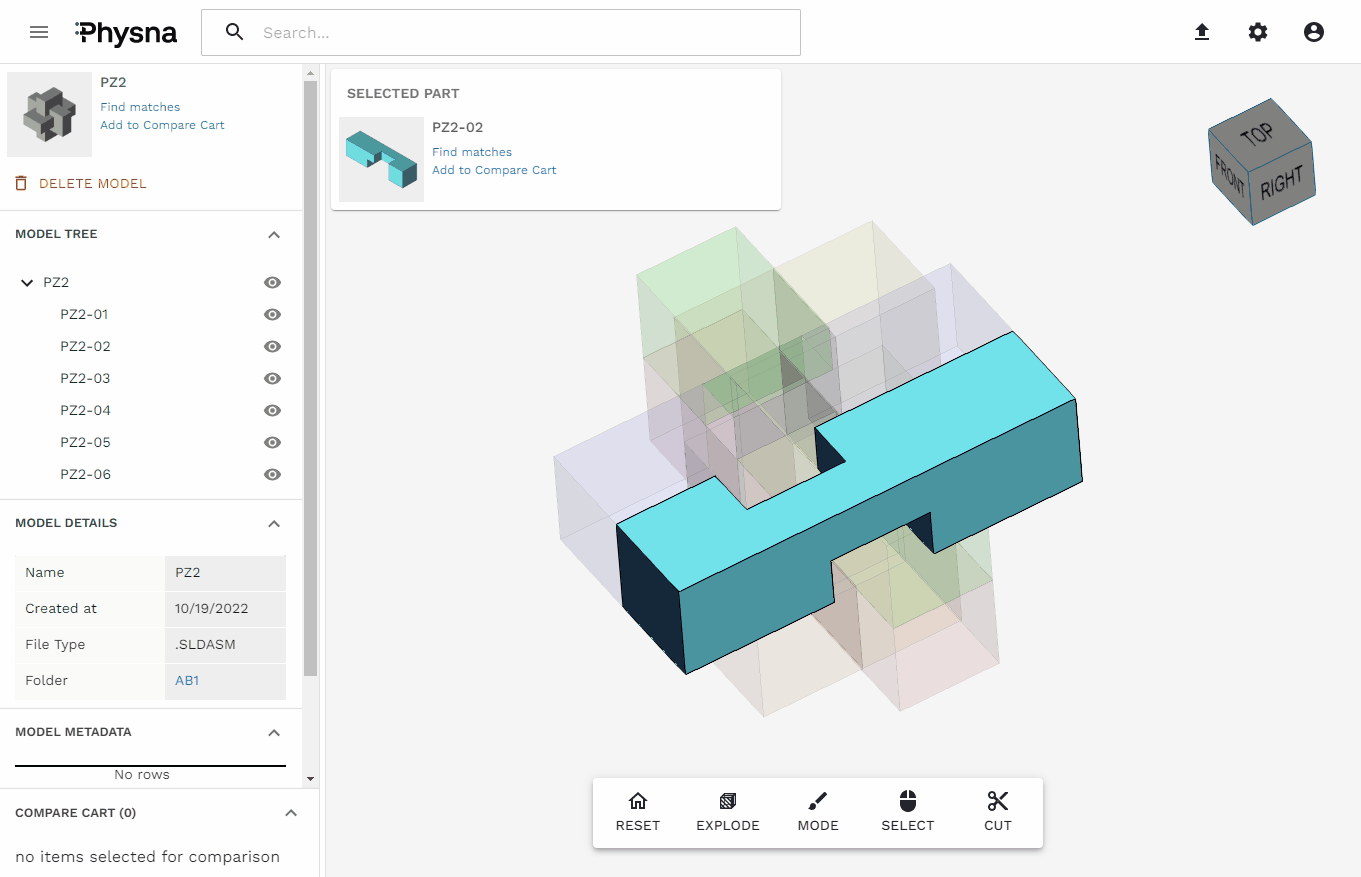 Physna
Search...
PZ2
Find matches
Add to Compare Cart
DELETE MODEL
MODEL TREE
PZ2
PZ2-01
PZ2-02
PZ2-03
PZ2-04
PZ2-05
PZ2-06
MODEL DETAILS
Name PZ2
Created at 10/19/2022
File Type .SLDASM
Folder AB1
MODEL METADATA
No rows
COMPARE CART (0)
no items selected for comparison
SELECTED PART
PZ2-02
Find matches
Add to Compare Cart
TOP
FRONT RIGHT
RESET EXPLODE MODE SELECT CUT